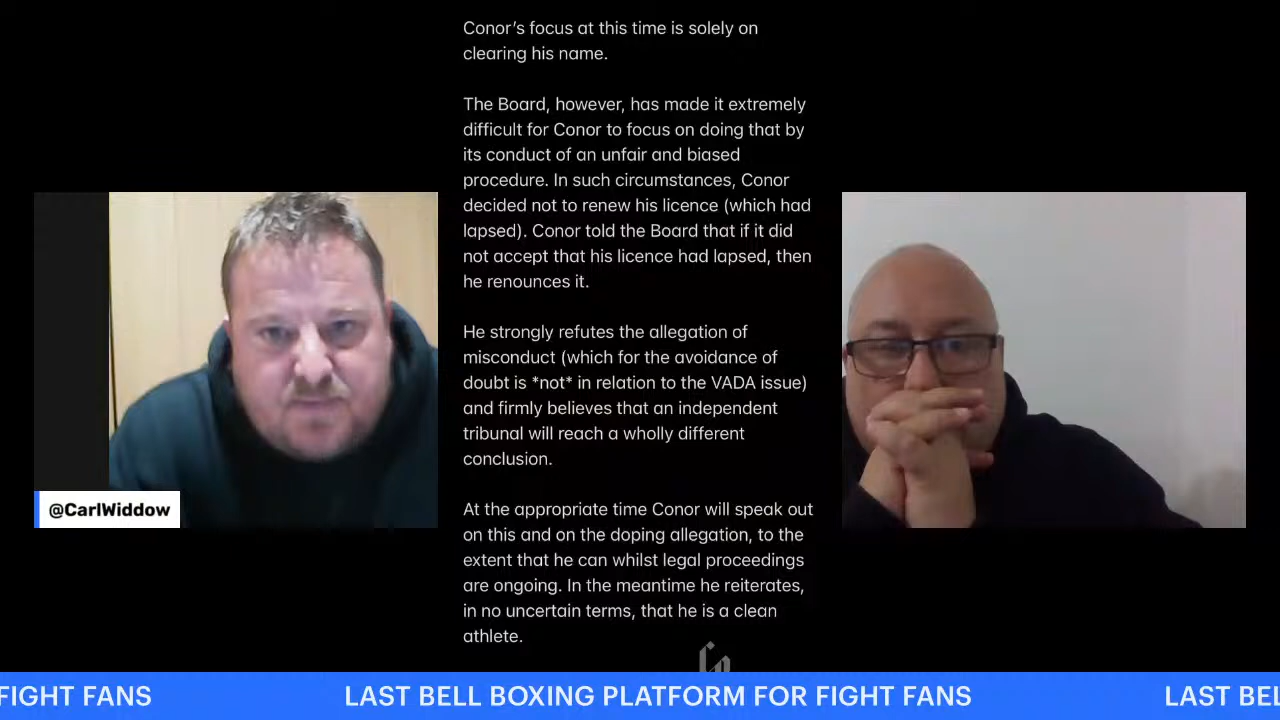 Conor's focus at this time is solely on
clearing his name.
The Board, however, has made it extremely
difficult for Conor to focus on doing that by
its conduct of an unfair and biased
procedure. In such circumstances, Conor
decided not to renew his licence (which had
lapsed). Conor told the Board that if it did
not accept that his licence had lapsed, then
he renounces it.
He strongly refutes the allegation of
misconduct (which for the avoidance of
doubt is *not* in relation to the VADA issue)
and firmly believes that an independent
tribunal will reach a wholly different
conclusion.
At the appropriate time Conor will speak out
on this and on the doping allegation, to the
extent that he can whilst legal proceedings
are ongoing. In the meantime he reiterates,
in no uncertain terms, that he is a clean
athlete.
@CarlWiddow
FIGHT FANS LAST BELL BOXING PLATFORM FOR FIGHT FANS LAST BEL